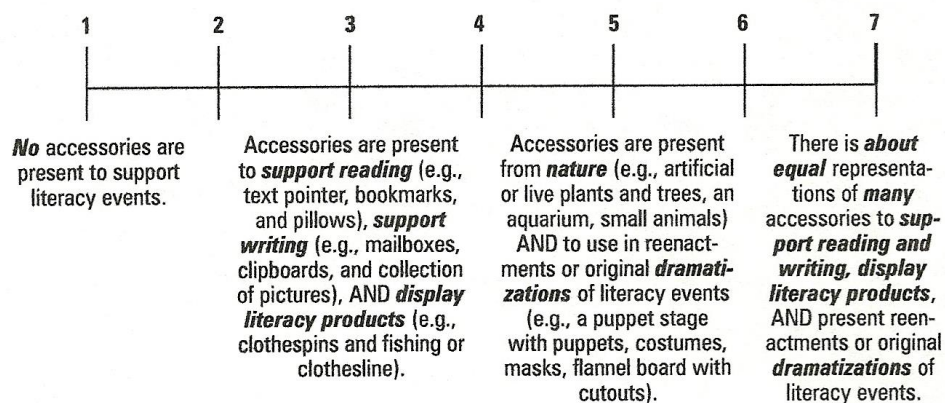 1 2 3 4 5 6 7
No accessories are
present to support
literacy events.
Accessories are present
to support reading (e.g.,
text pointer, bookmarks,
and pillows), support
writing (e.g., mailboxes,
clipboards, and collection
of pictures), AND display
literacy products (e.g.,
clothespins and fishing or
clothesline).
Accessories are present
from nature (e.g., artificial
or live plants and trees, an
aquarium, small animals)
AND to use in reenact-
ments or original dramati-
zations of literacy events
(e.g., a puppet stage
with puppets, costumes,
masks, flannel board with
cutouts).
There is about
equal representa-
tions of many
accessories to sup-
port reading and
writing, display
literacy products,
AND present reen-
actments or original
dramatizations of
literacy events.